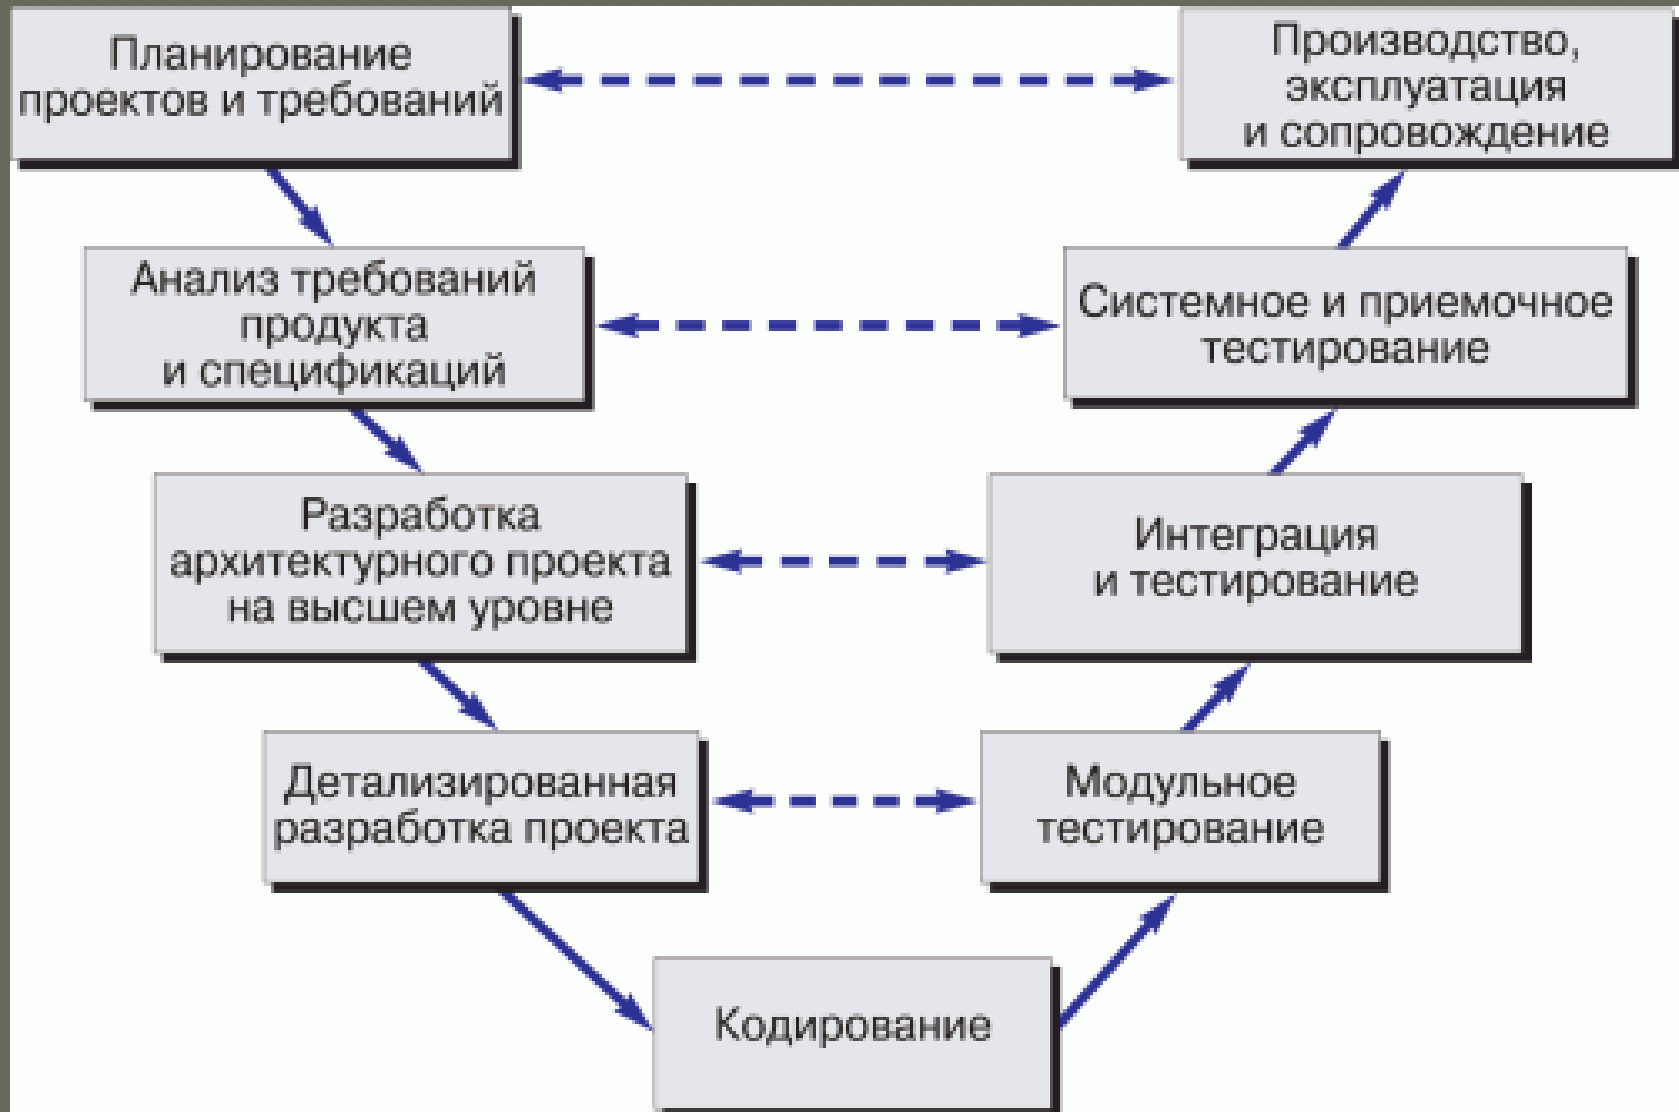 Планирование
проектов и требований
Производство,
эксплуатация
и сопровождение
Анализ требований
продукта
и спецификаций
Системное и приемочное
тестирование
Разработка
архитектурного проекта
на высшем уровне
Интеграция
и тестирование
Детализированная
разработка проекта
Модульное
тестирование
Кодирование